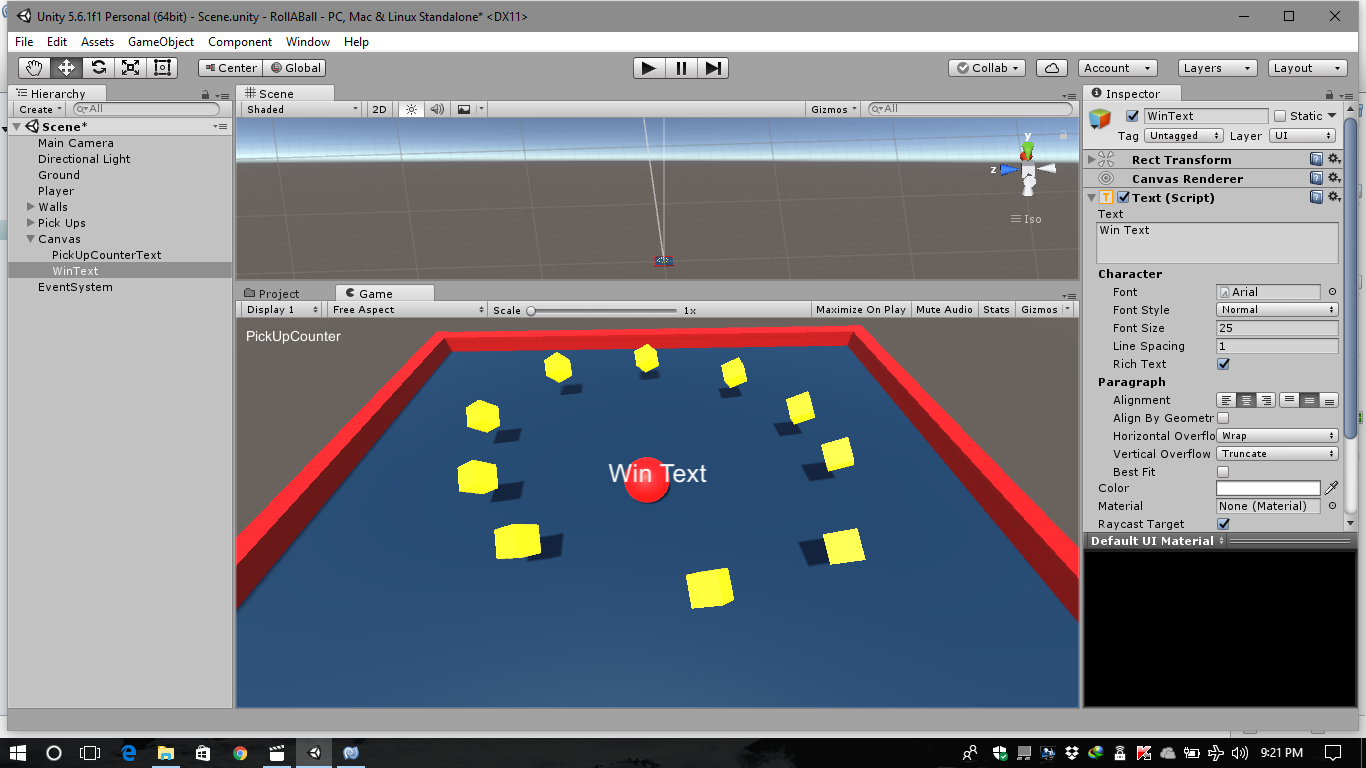 Unity 5.6.1f1 Personal (64bit) - Scene.unity - RollABall - PC, Mac & Linux Standalone* <DX11>
File Edit Assets GameObject Component Window Help
Center Global Collab Account Layers Layout
Hierarchy
Create All
Scene*
Main Camera
Directional Light
Ground
Player
Walls
Pick Ups
Canvas
PickUpCounterText
WinText
EventSystem
Scene
Shaded 2D Gizmos All
y
z
Iso
Project Game
Display 1 Free Aspect Scale 1x Maximize On Play Mute Audio Stats Gizmos
PickUpCounter
Win Text
Inspector
WinText Static
Tag Untagged Layer UI
Rect Transform
Canvas Renderer
T Text (Script)
Text
Win Text
Character
Font Arial
Font Style Normal
Font Size 25
Line Spacing 1
Rich Text
Paragraph
Alignment
Align By Geometr
Horizontal Overflo Wrap
Vertical Overflow Truncate
Best Fit
Color
Material None (Material)
Raycast Target
Default UI Material
9:21 PM